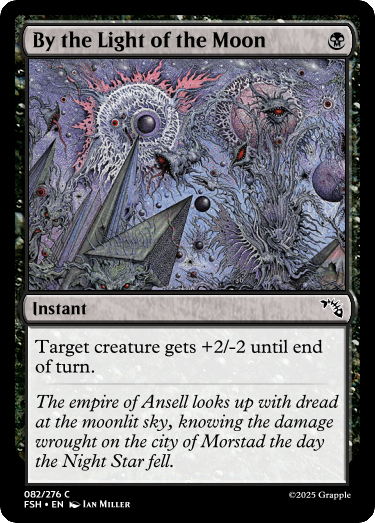 By the Light of the Moon
Instant
Target creature gets +2/-2 until end
of turn.
The empire of Ansell looks up with dread
at the moonlit sky, knowing the damage
wrought on the city of Morstad the day
the Night Star fell.
082/276 C
FSH • EN Ian Miller
©2025 Grapple